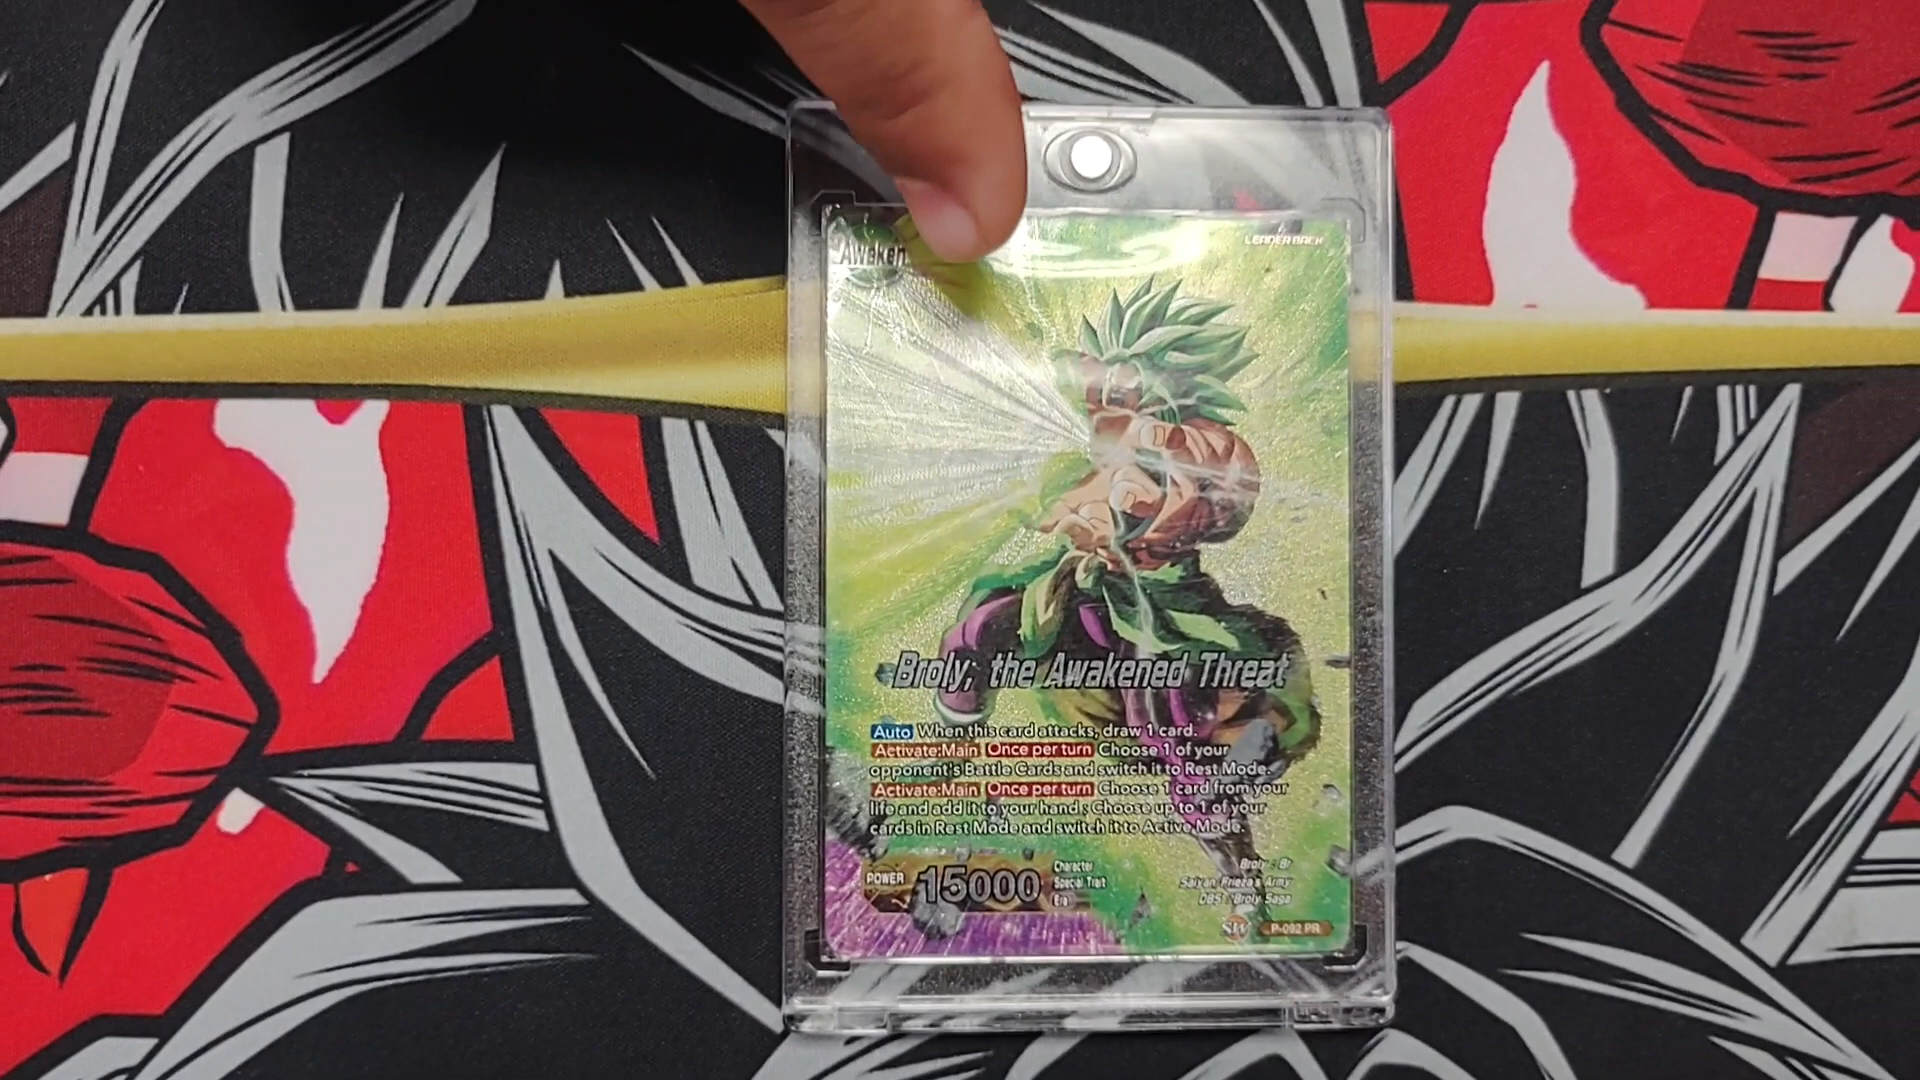 Awaken
LEADER BACK
Broly, the Awakened Threat
Auto When this card attacks, draw 1 card.
Activate:Main Once per turn Choose 1 of your
opponent's Battle Cards and switch it to Rest Mode.
Activate:Main Once per turn Choose 1 card from your
life and add it to your hand : Choose up to 1 of your
cards in Rest Mode and switch it to Active Mode.
POWER 15000
Character Broly : Br
Special Trait Saiyan Frieza's Army
Era DBS : Broly Saga
P-092 PR